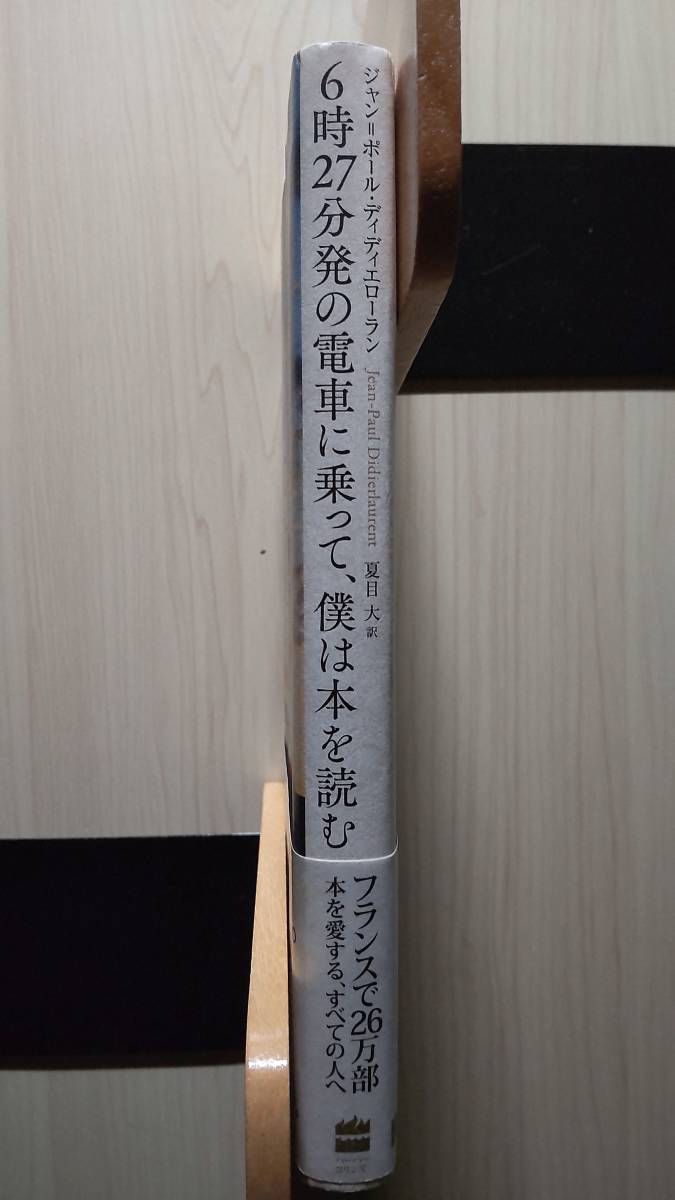 ジャン＝ポール・ディディエローラン Jean-Paul Didierlaurent 夏目 大 訳
6時27分発の電車に乗って、僕は本を読む
フランスで26万部
本を愛する、すべての人へ